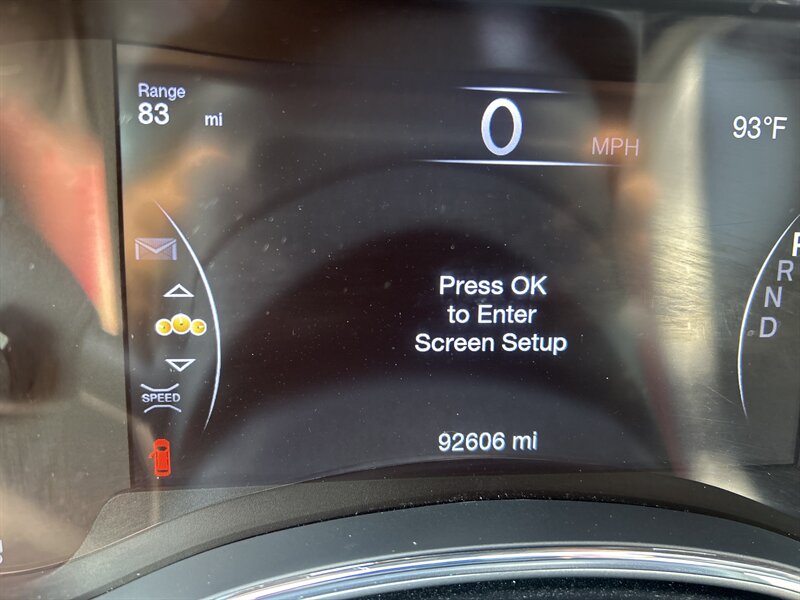 Range
83 mi
0
MPH
93°F
P
R
N
D
Press OK
to Enter
Screen Setup
SPEED
92606 mi